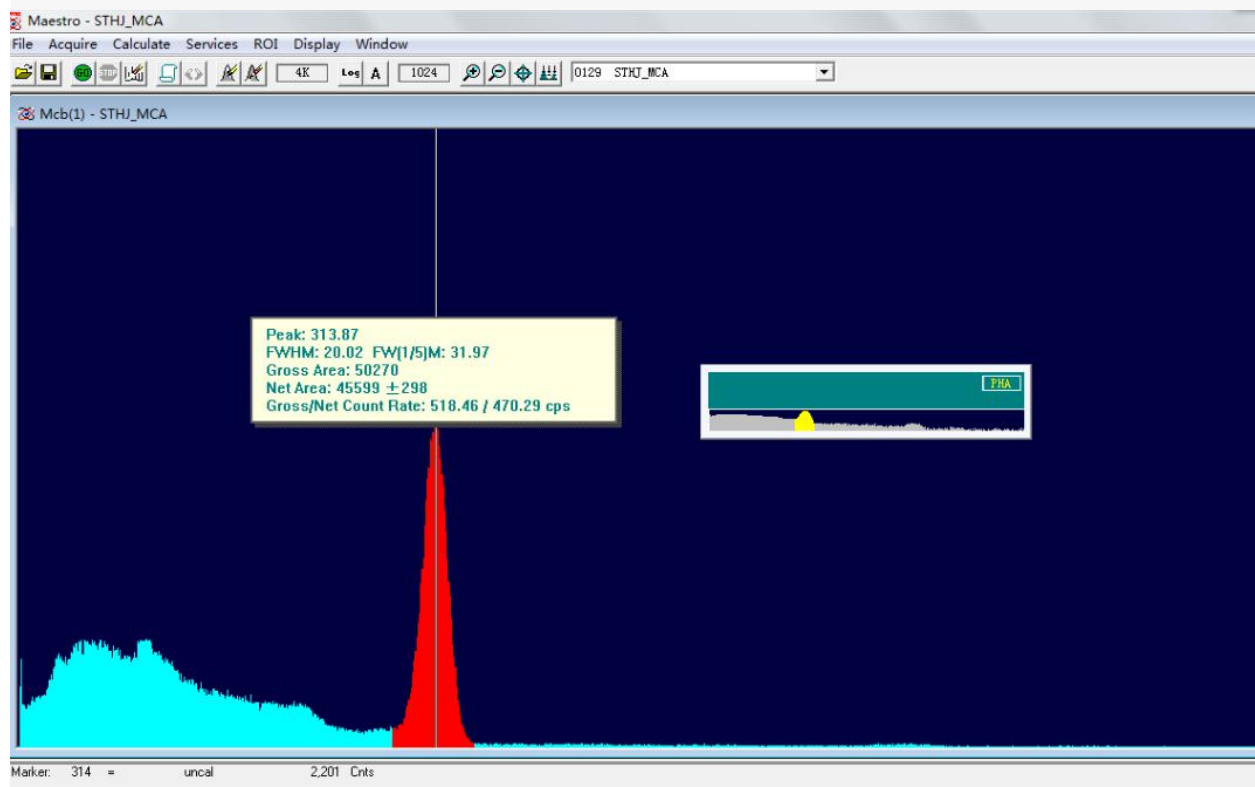 Maestro - STHJ_MCA
File Acquire Calculate Services ROI Display Window
GO STOP 4K Log A 1024 0129 STHJ_MCA
Mcb(1) - STHJ_MCA
Peak: 313.87
FWHM: 20.02 FW(1/5)M: 31.97
Gross Area: 50270
Net Area: 45599 ±298
Gross/Net Count Rate: 518.46 / 470.29 cps
PHA
Marker: 314 = uncal 2,201 Cnts